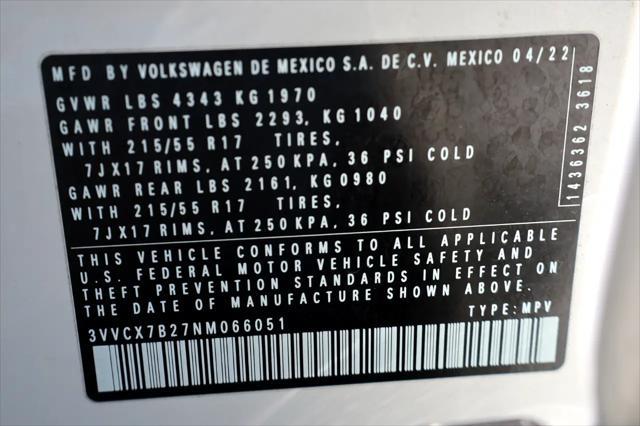 MFD BY VOLKSWAGEN DE MEXICO S.A. DE C.V. MEXICO 04/22
GVWR LBS 4343 KG 1970
GAWR FRONT LBS 2293, KG 1040
WITH 215/55 R17 TIRES,
7JX17 RIMS, AT 250 KPA, 36 PSI COLD
GAWR REAR LBS 2161, KG 0980
WITH 215/55 R17 TIRES,
7JX17 RIMS, AT 250 KPA, 36 PSI COLD
1436362 3618
THIS VEHICLE CONFORMS TO ALL APPLICABLE
U.S. FEDERAL MOTOR VEHICLE SAFETY AND
THEFT PREVENTION STANDARDS IN EFFECT ON
THE DATE OF MANUFACTURE SHOWN ABOVE.
3VVCX7B27NM066051 TYPE: MPV